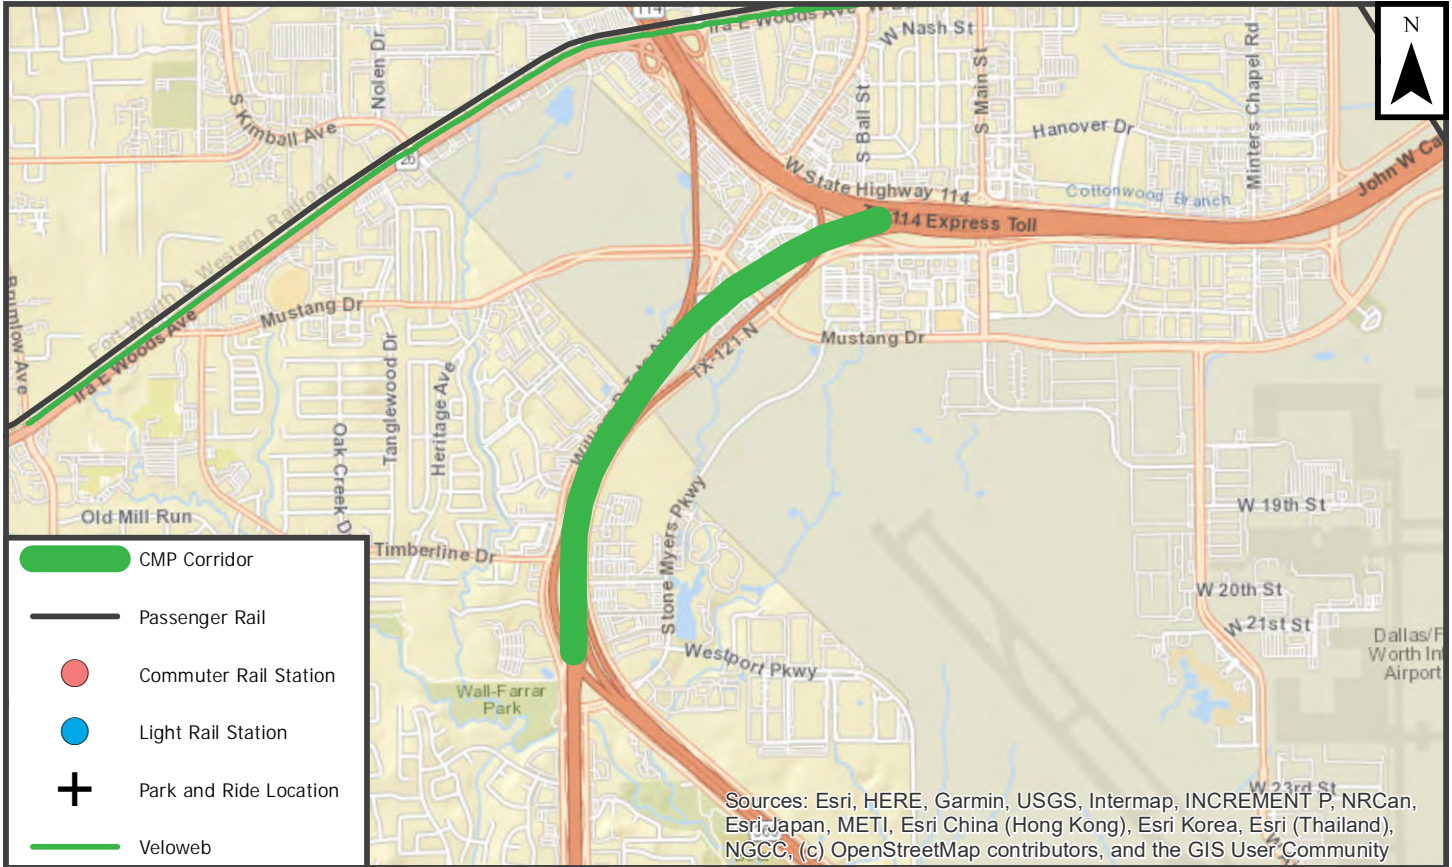 114
Ira E Woods Ave
N
W Nash St
Nolen Dr
S Kimball Ave
S Main St
Minters Chapel Rd
S Ball St
Hanover Dr
26
W State Highway 114
Cottonwood Branch
John W Ca
114 Express Toll
Fort Worth & Western Railroad
Mustang Dr
Ira E Woods Ave
Mustang Dr
TX-121 N
Tanglewood Dr
Heritage Ave
Oak Creek D
Stone Myers Pkwy
Old Mill Run
W 19th St
Timberline Dr
W 20th St
W 21st St
Dallas/F
Worth Int
Airport
Westport Pkwy
Wall-Farrar
Park
W 23rd St
CMP Corridor
Passenger Rail
Commuter Rail Station
Light Rail Station
Park and Ride Location
Veloweb
Sources: Esri, HERE, Garmin, USGS, Intermap, INCREMENT P, NRCan,
Esri Japan, METI, Esri China (Hong Kong), Esri Korea, Esri (Thailand),
NGCC, (c) OpenStreetMap contributors, and the GIS User Community